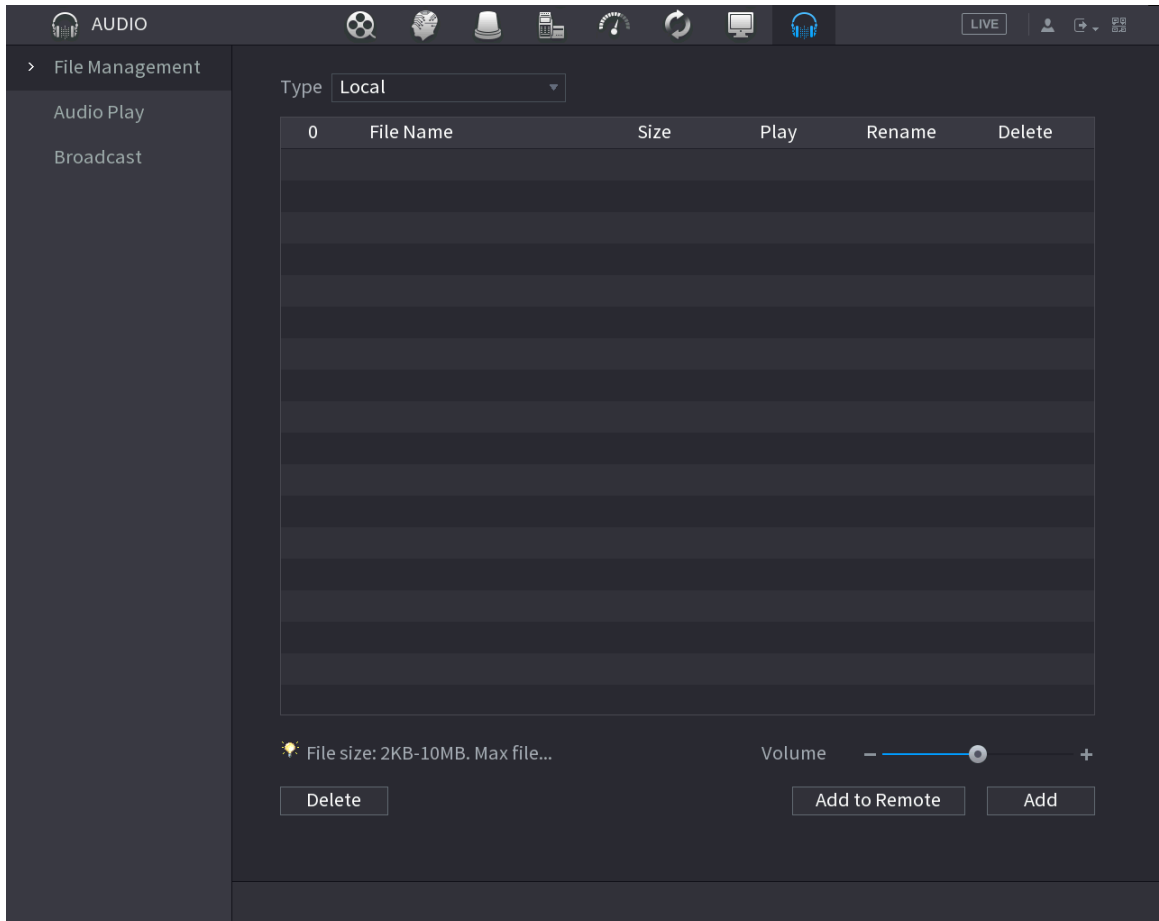 AUDIO
LIVE
File Management
Audio Play
Broadcast
Type Local
0 File Name Size Play Rename Delete
File size: 2KB-10MB. Max file...
Volume
Delete Add to Remote Add